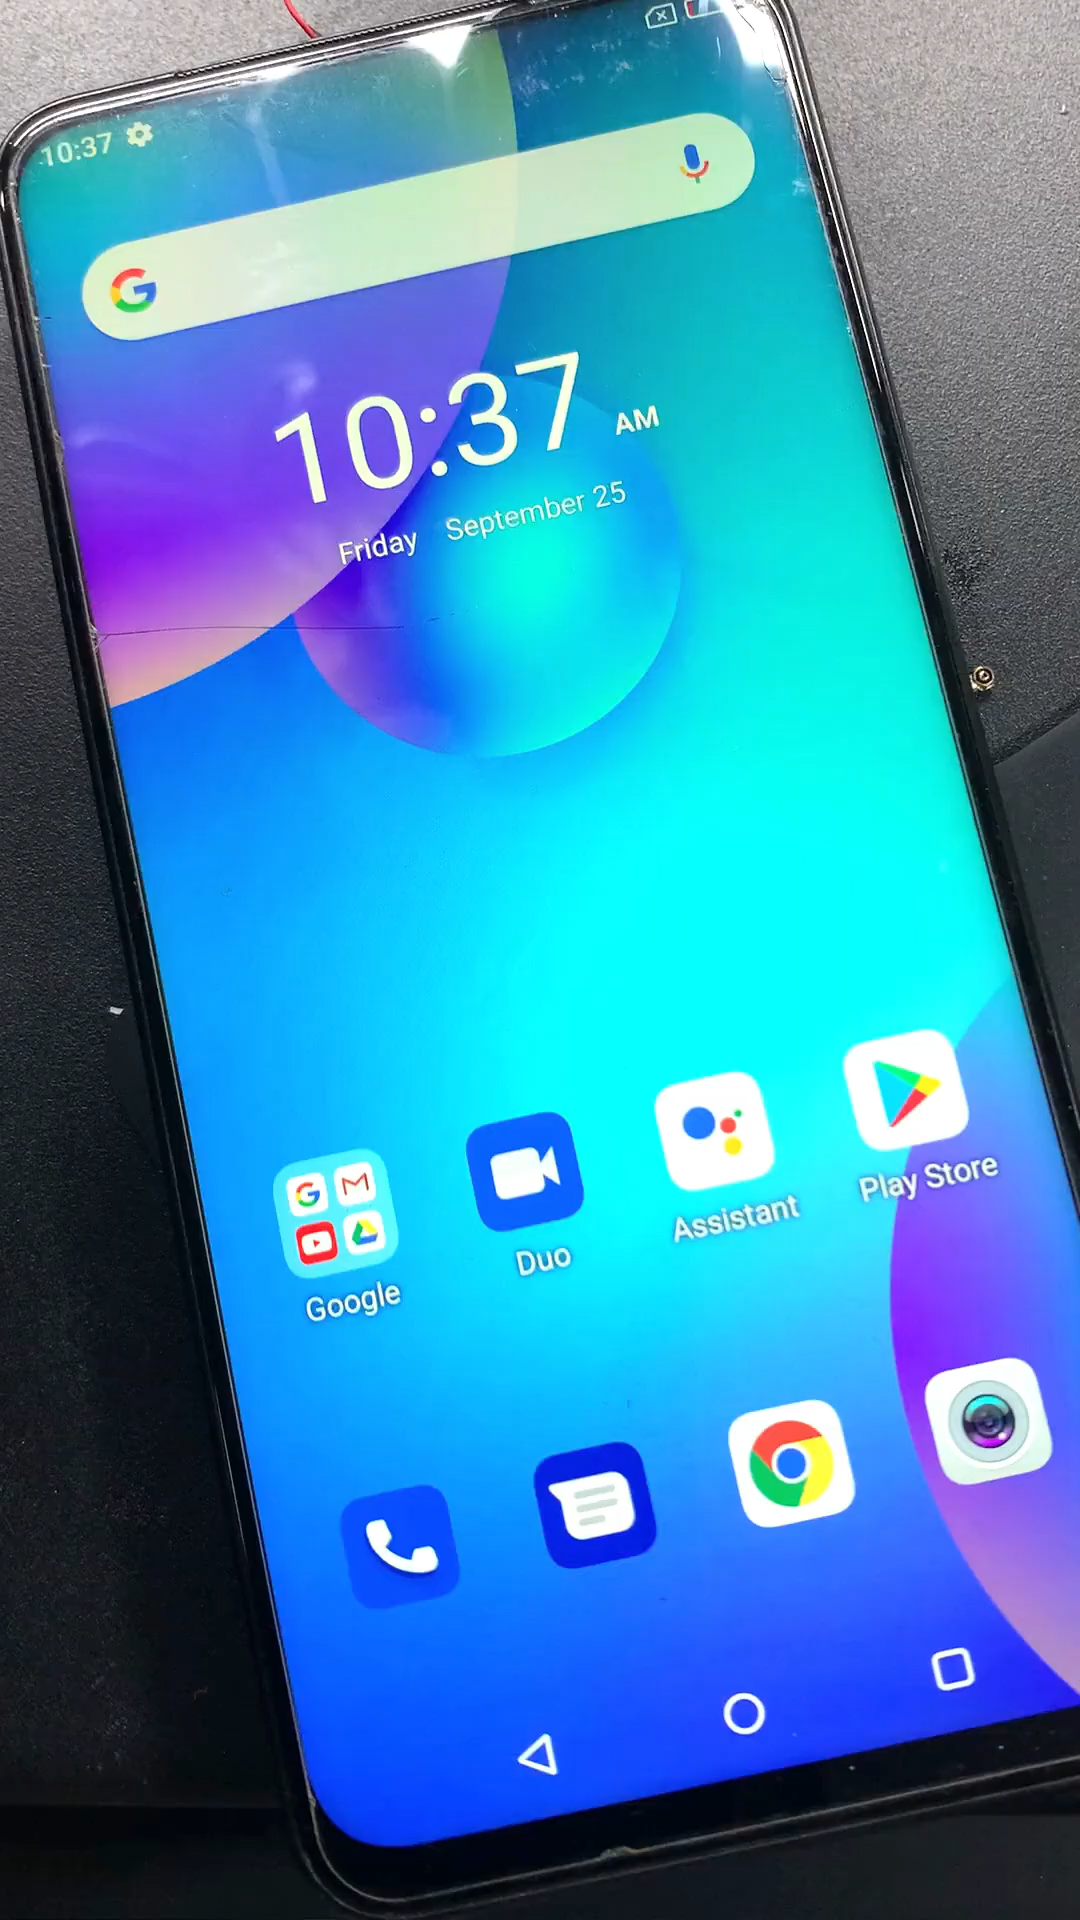 10:37
G
10:37 AM
Friday September 25
G M
Google
Duo
Assistant
Play Store